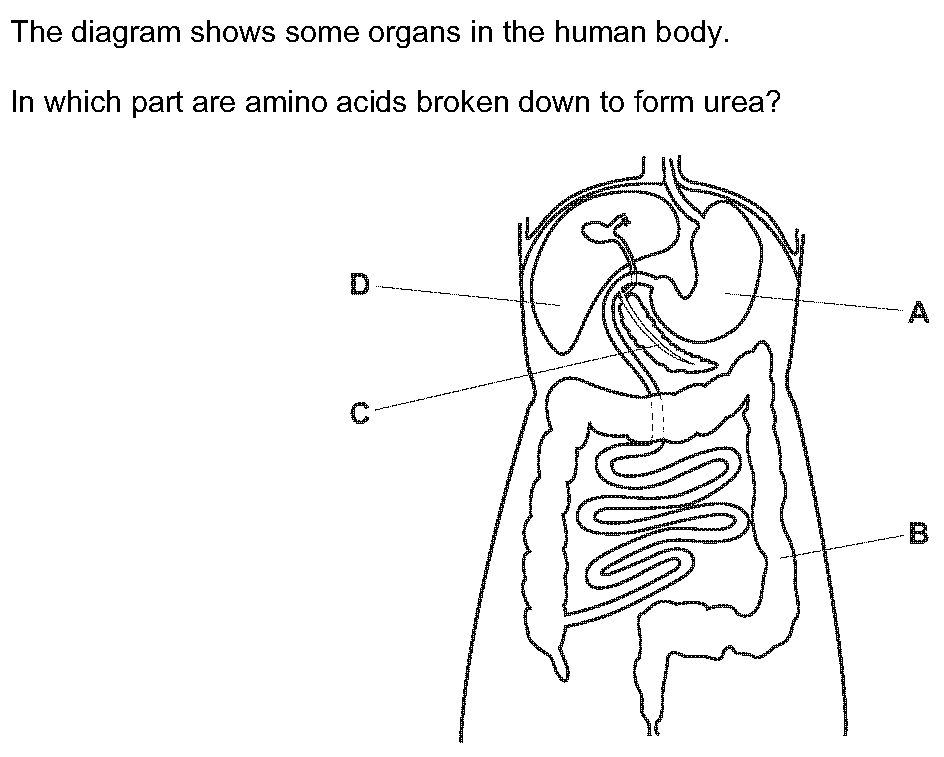 The diagram shows some organs in the human body.
In which part are amino acids broken down to form urea?
D
A
C
B